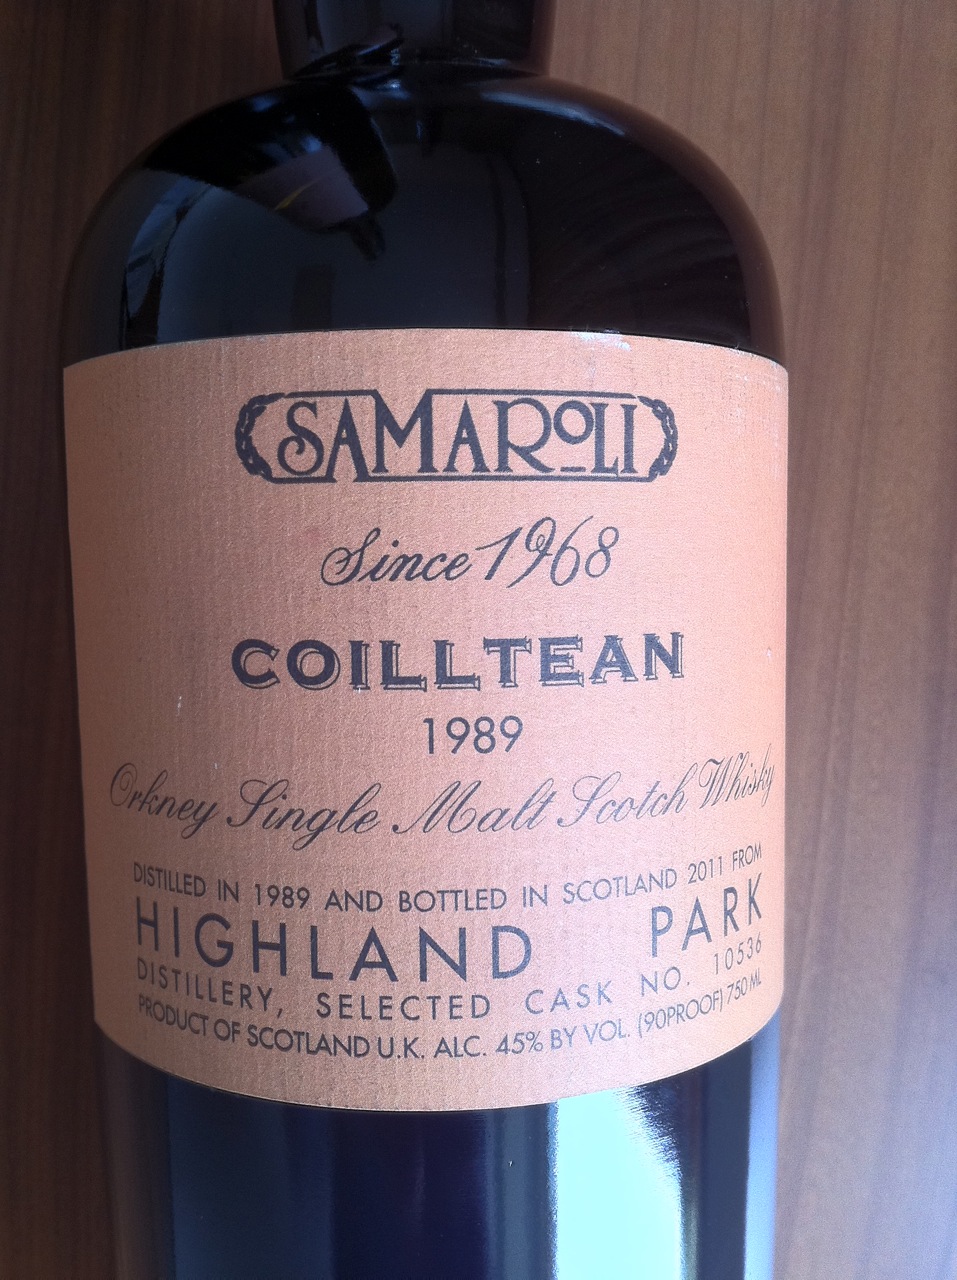 SAMAROLI
Since 1968
COILLTEAN
1989
Orkney Single Malt Scotch Whisky
DISTILLED IN 1989 AND BOTTLED IN SCOTLAND 2011 FROM
HIGHLAND PARK
DISTILLERY, SELECTED CASK NO. 10536
PRODUCT OF SCOTLAND U.K. ALC. 45% BY VOL. (90PROOF) 750 ML